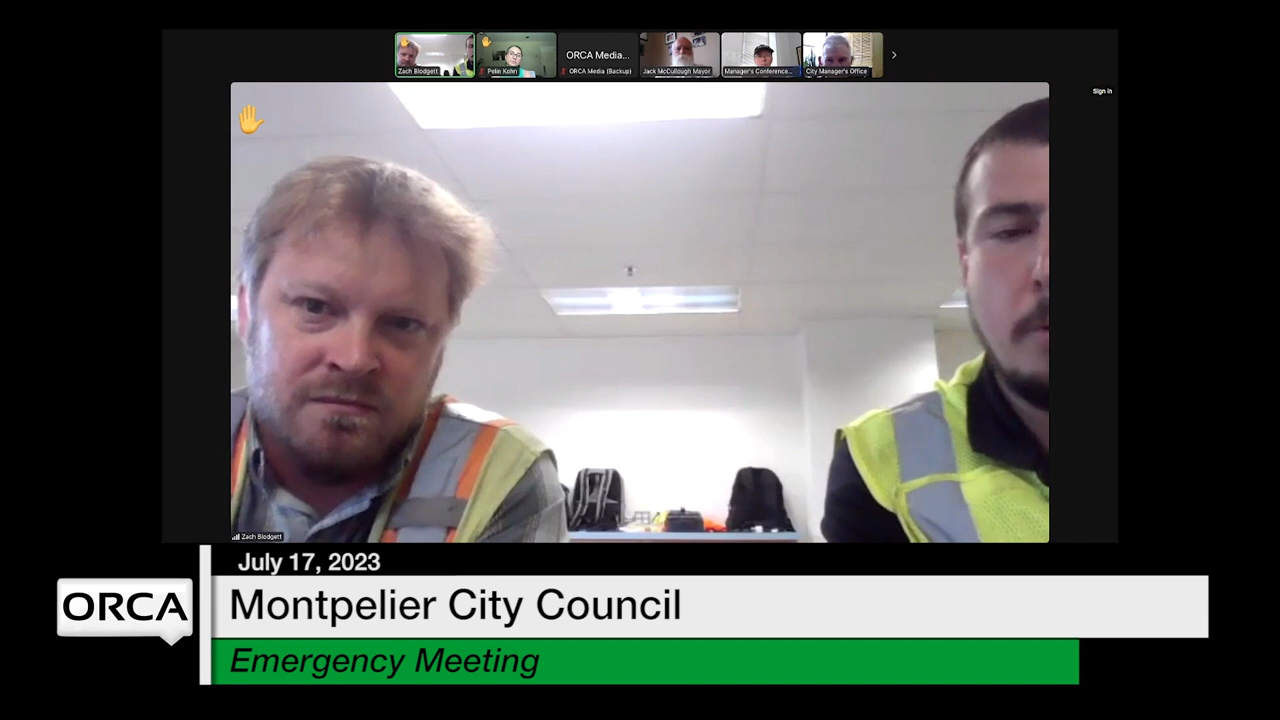 ORCA Media...
Zach Blodgett
Pelin Kohn
ORCA Media (Backup)
Jack McCullough Mayor
Manager's Conference...
City Manager's Office
Sign in
Zach Blodgett
July 17, 2023
ORCA
Montpelier City Council
Emergency Meeting